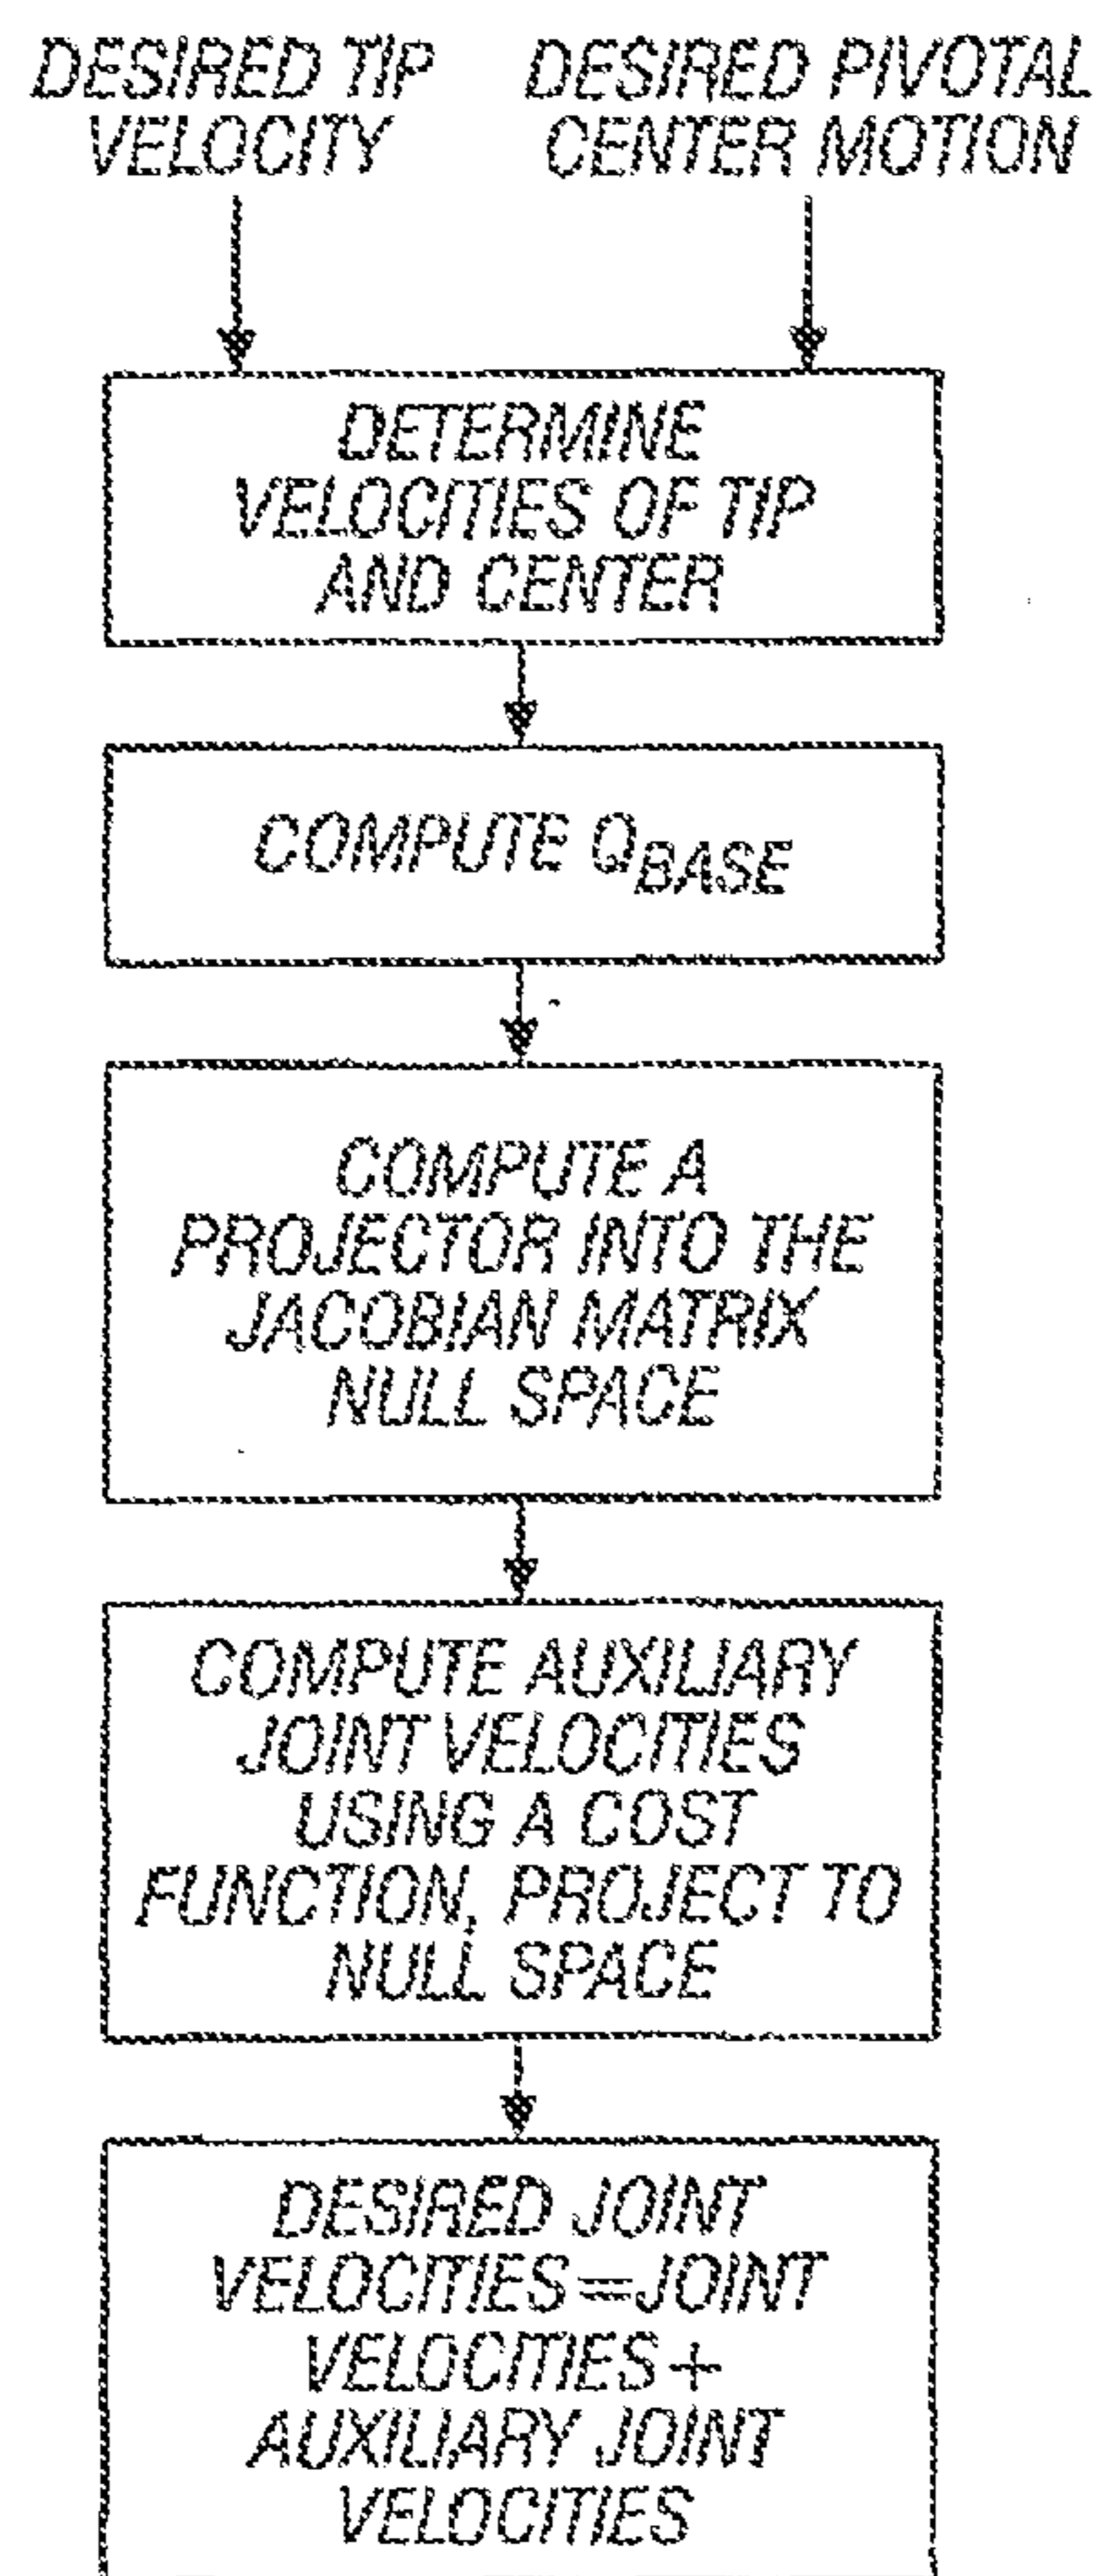 DESIRED TIP
VELOCITY
DESIRED PIVOTAL
CENTER MOTION
DETERMINE
VELOCITIES OF TIP
AND CENTER
COMPUTE QBASE
COMPUTE A
PROJECTOR INTO THE
JACOBIAN MATRIX
NULL SPACE
COMPUTE AUXILIARY
JOINT VELOCITIES
USING A COST
FUNCTION, PROJECT TO
NULL SPACE
DESIRED JOINT
VELOCITIES=JOINT
VELOCITIES+
AUXILIARY JOINT
VELOCITIES